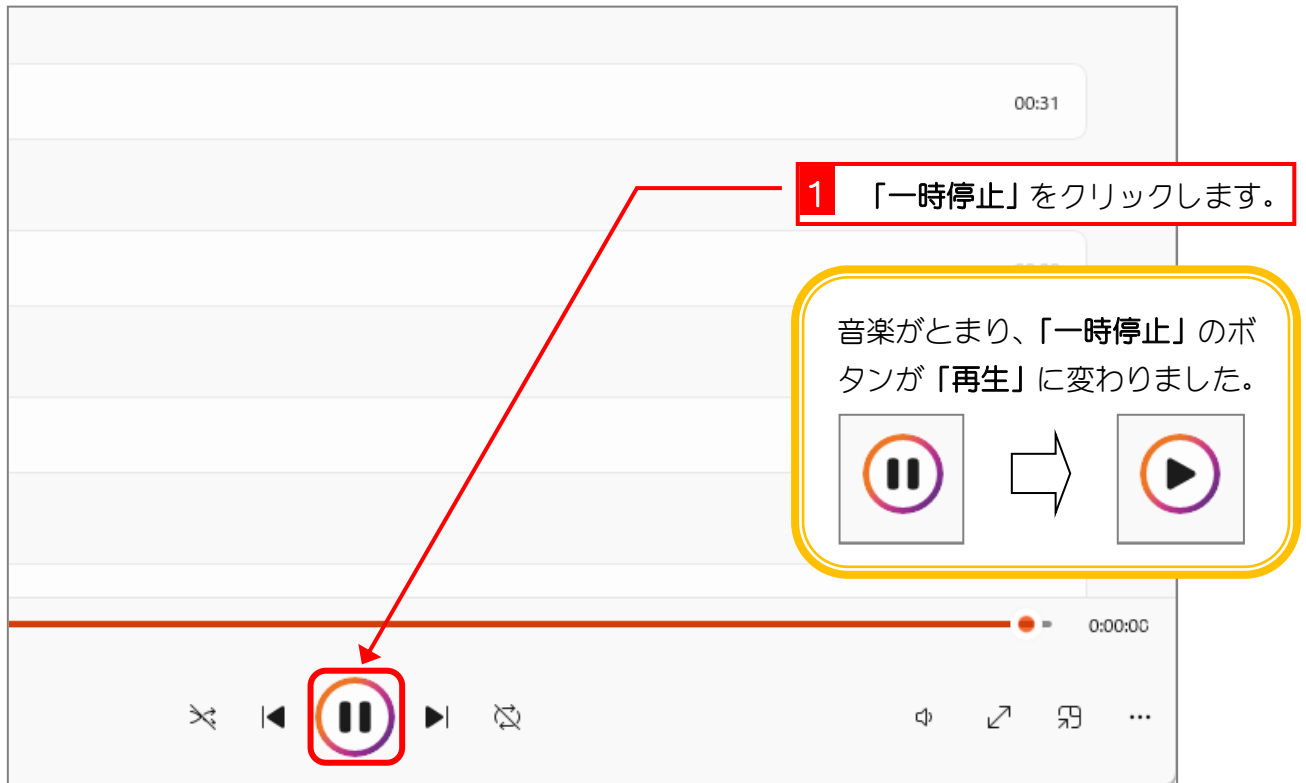 00:31
1 「一時停止」をクリックします。
音楽がとまり、「一時停止」のボ
タンが「再生」に変わりました。
0:00:00